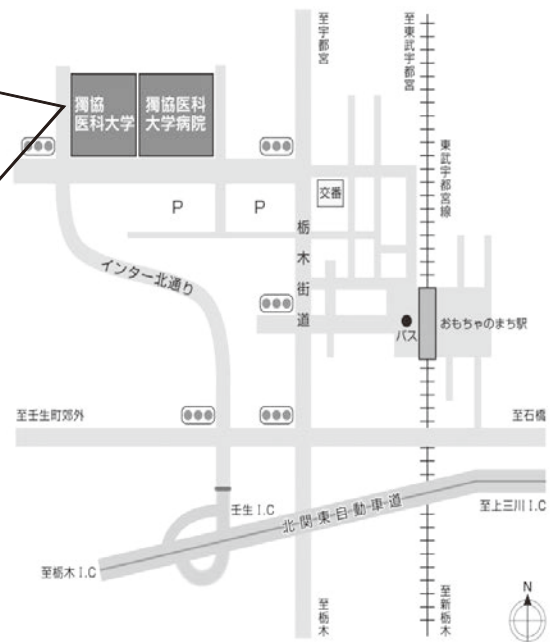 至宇都宮
至東武宇都宮
獨協
医科大学
獨協医科
大学病院
東武宇都宮線
交番
P
P
栃木街道
インター北通り
おもちゃのまち駅
バス
至壬生町郊外
至石橋
壬生 I.C
北関東自動車道
至上三川 I.C
至栃木 I.C
至栃木
至新栃木
N